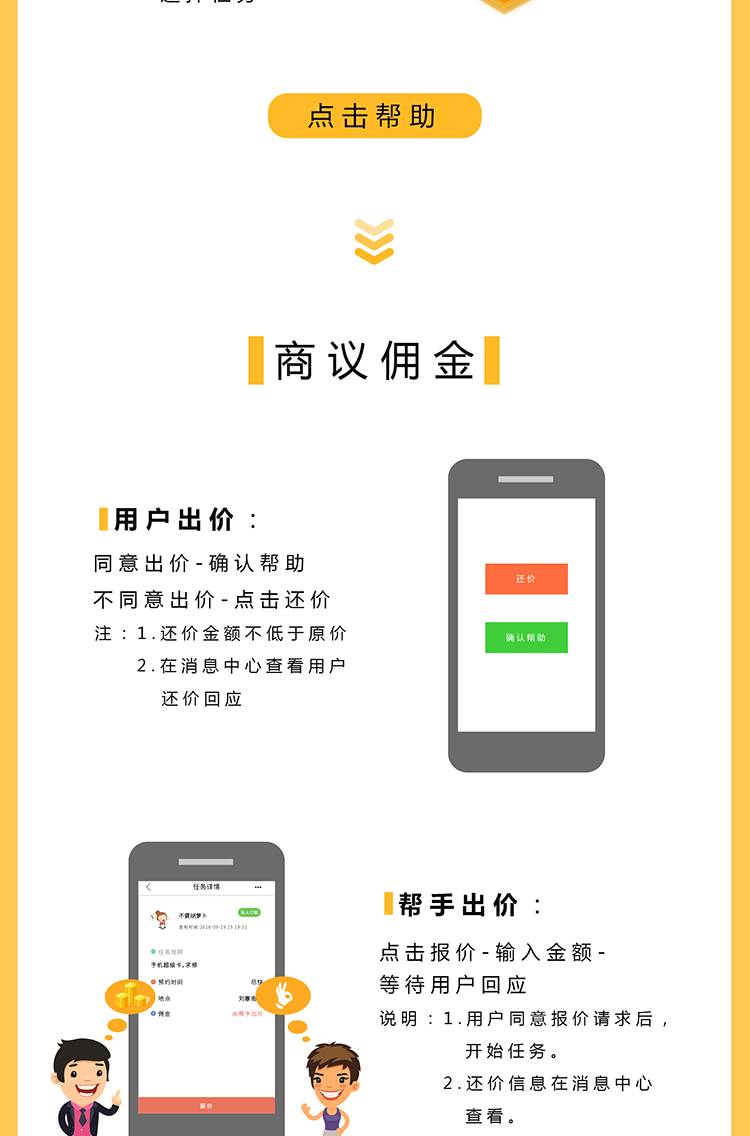 点击帮助
商议佣金
用户出价：
同意出价-确认帮助
不同意出价-点击还价
注：1.还价金额不低于原价
2.在消息中心查看用户
还价回应
还价
确认帮助
任务详情
不要胡萝卜
私人订制
发布时间:2018-09-19 15:19:51
任务说明
手机超级卡,求修
预约时间
尽快
地点
刘寨街
佣金
由帮手出价
报价
帮手出价：
点击报价-输入金额-
等待用户回应
说明：1.用户同意报价请求后，
开始任务。
2.还价信息在消息中心
查看。